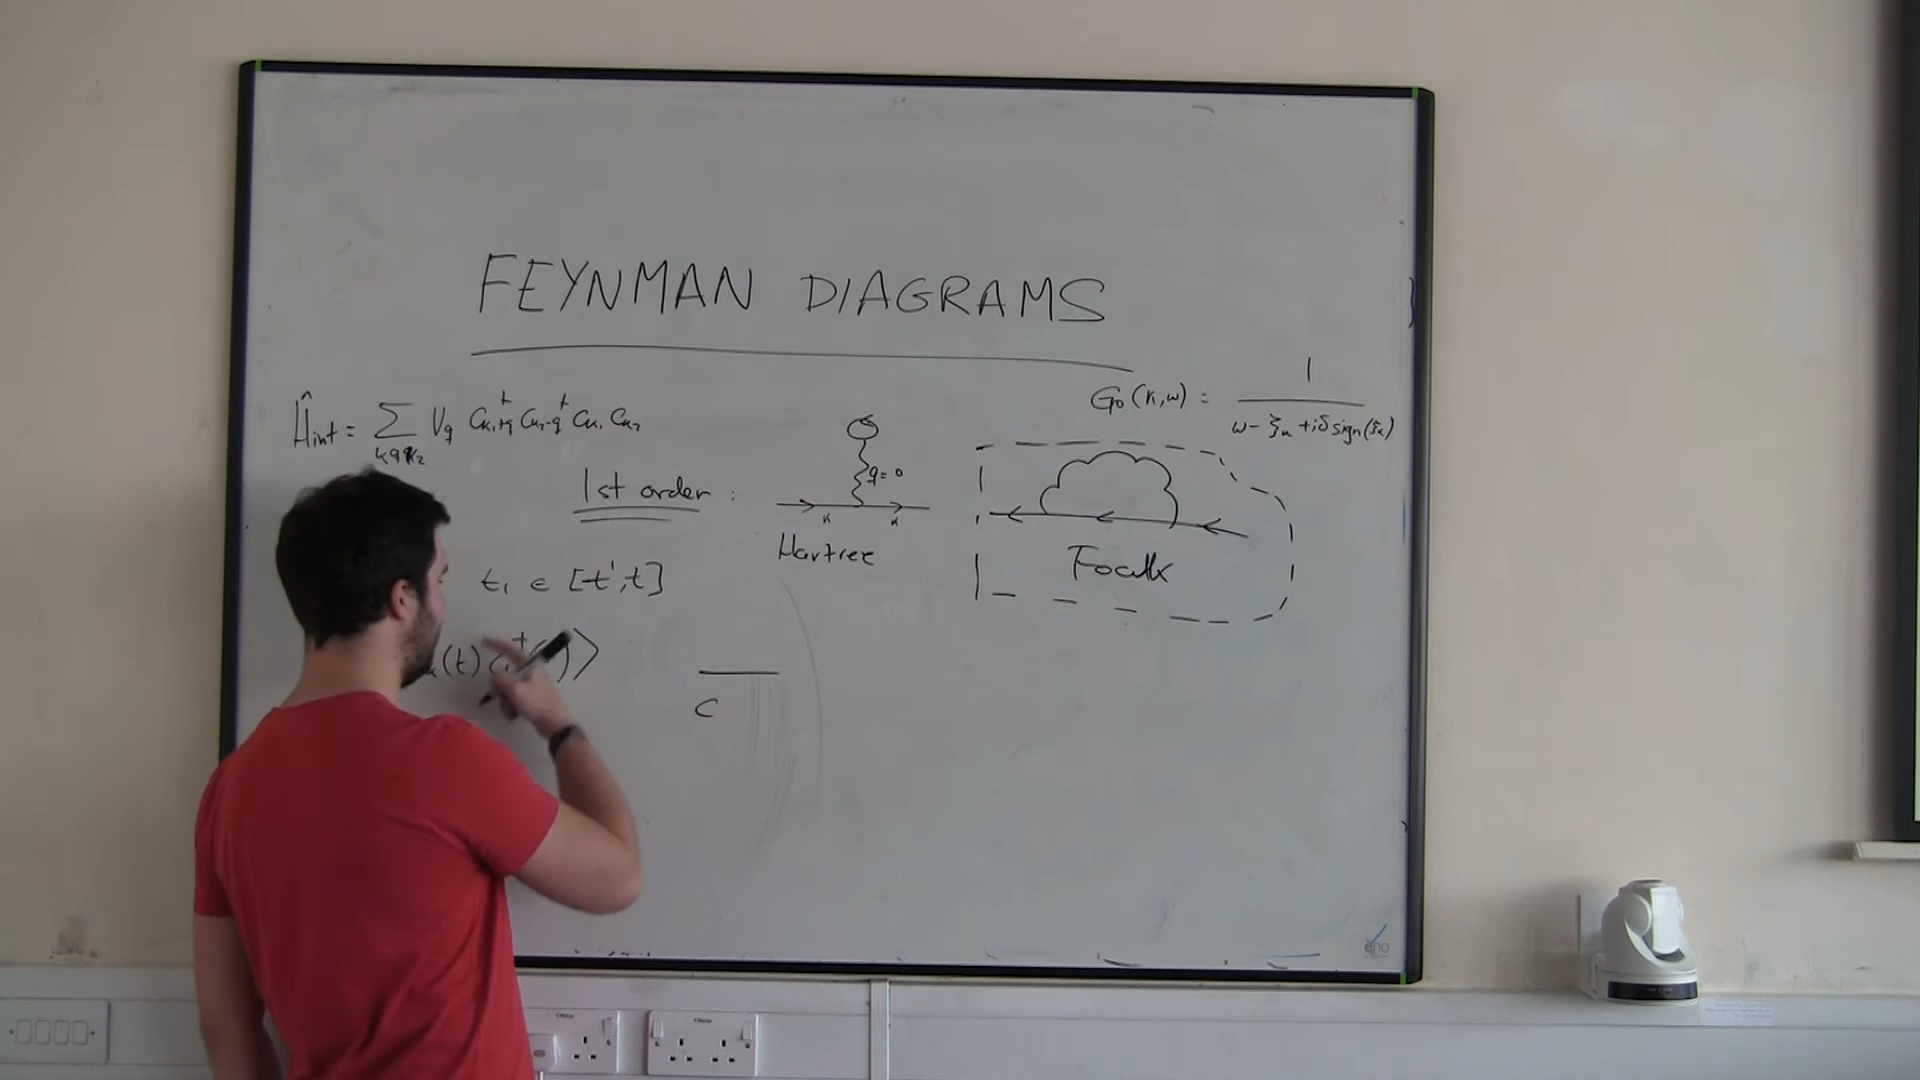 FEYNMAN DIAGRAMS
Ĥint = ∑ Vq C†k₁+q C†k₂-q Ck₁ Ck₂
k₁qk₂
G₀(k,ω) = 1
ω - ξk + iδ sign(ξk)
1st order :
q=0
k k
Hartree
Fock
t₁ ∈ [t',t]
(t)
c